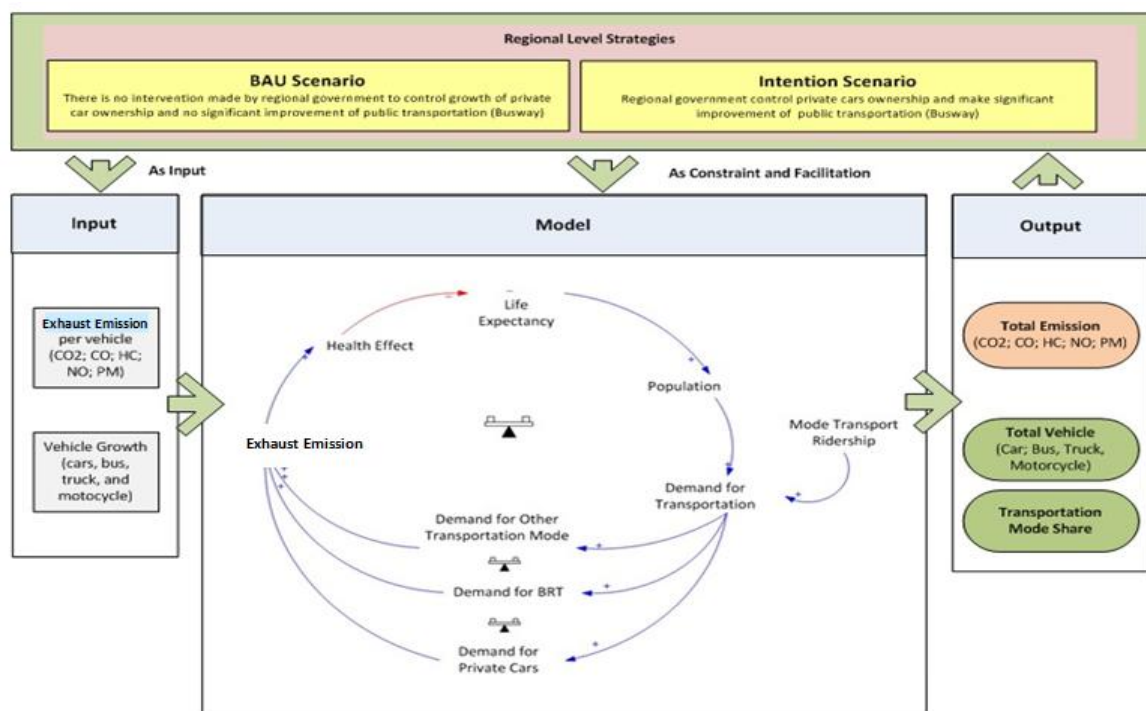 Regional Level Strategies
BAU Scenario
There is no intervention made by regional government to control growth of private
car ownership and no significant improvement of public transportation (Busway)
Intention Scenario
Regional government control private cars ownership and make significant
improvement of public transportation (Busway)
As Input
As Constraint and Facilitation
Input
Exhaust Emission
per vehicle
(CO2; CO; HC;
NO; PM)
Vehicle Growth
(cars, bus,
truck, and
motocycle)
Model
Life
Expectancy
Health Effect
Population
Exhaust Emission
Mode Transport
Ridership
Demand for
Transportation
Demand for Other
Transportation Mode
Demand for BRT
Demand for
Private Cars
Output
Total Emission
(CO2; CO; HC; NO; PM)
Total Vehicle
(Car; Bus, Truck,
Motorcycle)
Transportation
Mode Share